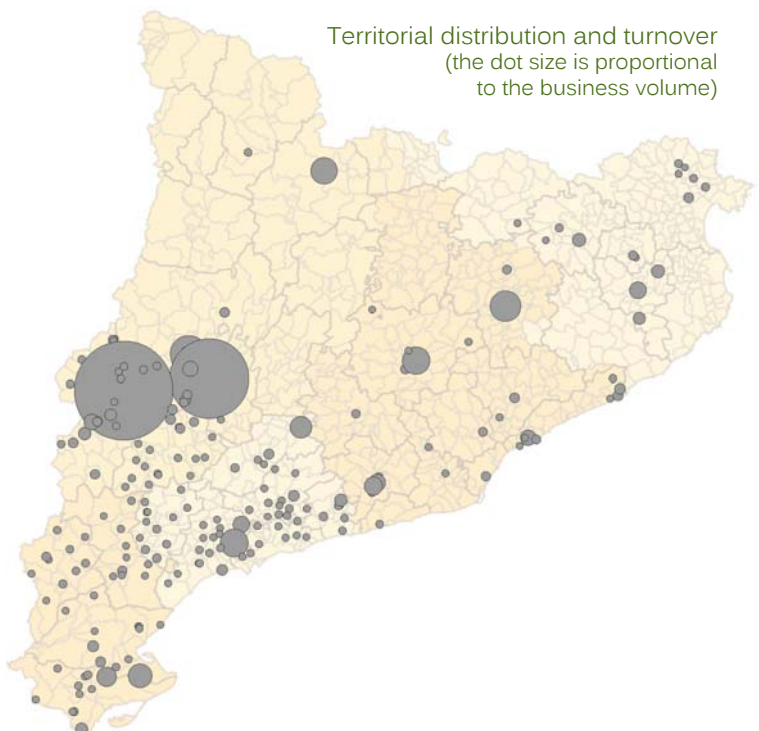 Territorial distribution and turnover
(the dot size is proportional
to the business volume)